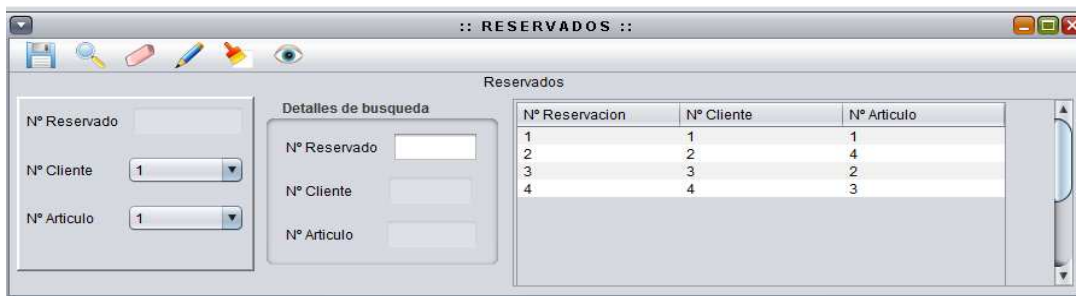 :: RESERVADOS ::
Reservados
Nº Reservado
Nº Cliente 1
Nº Articulo 1
Detalles de busqueda
Nº Reservado
Nº Cliente
Nº Articulo
Nº Reservacion Nº Cliente Nº Articulo
1 1 1
2 2 4
3 3 2
4 4 3